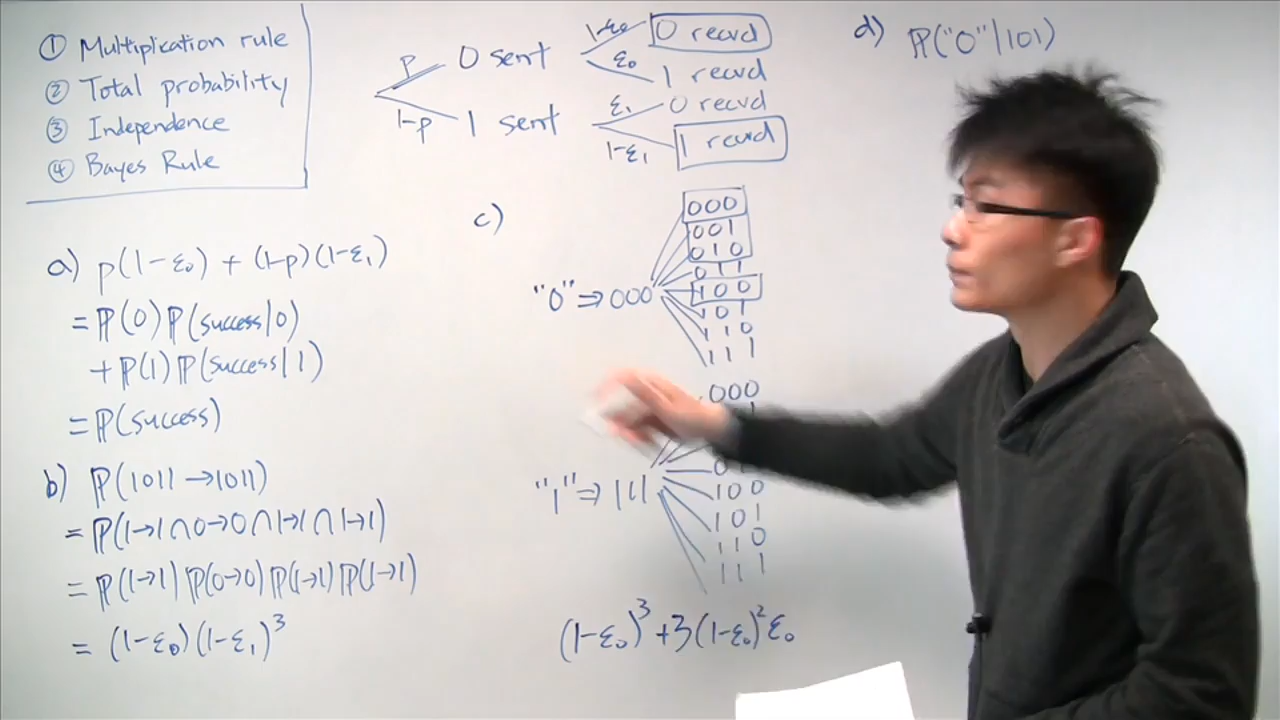 ① Multiplication rule
② Total probability
③ Independence
④ Bayes Rule
p
1-p
0 sent
1 sent
1-ε₀
0 recvd
ε₀
1 recvd
ε₁
0 recvd
1-ε₁
1 recvd
a) p(1-ε₀) + (1-p)(1-ε₁)
= ℙ(0)ℙ(success|0)
+ ℙ(1)ℙ(success|1)
= ℙ(success)
b) ℙ(1011→1011)
= ℙ(1→1∩0→0∩1→1∩1→1)
= ℙ(1→1)ℙ(0→0)ℙ(1→1)ℙ(1→1)
= (1-ε₀)(1-ε₁)³
c)
"0"⇒000
000
001
010
011
100
101
110
111
"1"⇒111
000
100
101
110
111
(1-ε₀)³+3(1-ε₀)²ε₀
d) ℙ("0"|101)